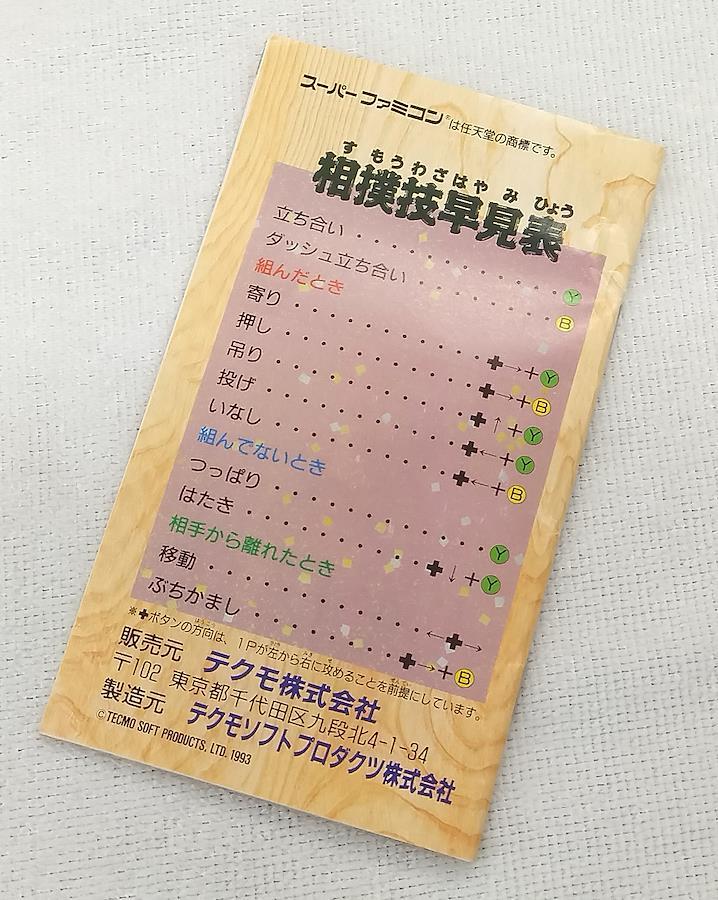 スーパーファミコン®は任天堂の商標です。
すもうわざはやみひょう
相撲技早見表
立ち合い・・・・・・・・・・・Ⓨ
ダッシュ立ち合い・・・・・・・Ⓑ
組んだとき
寄り・・・・・・・・・・✚→+Ⓨ
押し・・・・・・・・・・✚→+Ⓑ
吊り・・・・・・・・・・✚↑+Ⓨ
投げ・・・・・・・・・・✚←+Ⓨ
いなし・・・・・・・・・✚←+Ⓑ
組んでないとき
つっぱり・・・・・・・・・・・Ⓨ
はたき・・・・・・・・・✚↓+Ⓨ
相手から離れたとき
移動・・・・・・・・・・・←✚→
ぶちかまし・・・・・・・✚→+Ⓑ
※✚ボタンの方向は、1Pが左から右に攻めることを前提にしています。
販売元 テクモ株式会社
〒102 東京都千代田区九段北4-1-34
製造元 テクモソフトプロダクツ株式会社
©TECMO SOFT PRODUCTS, LTD. 1993